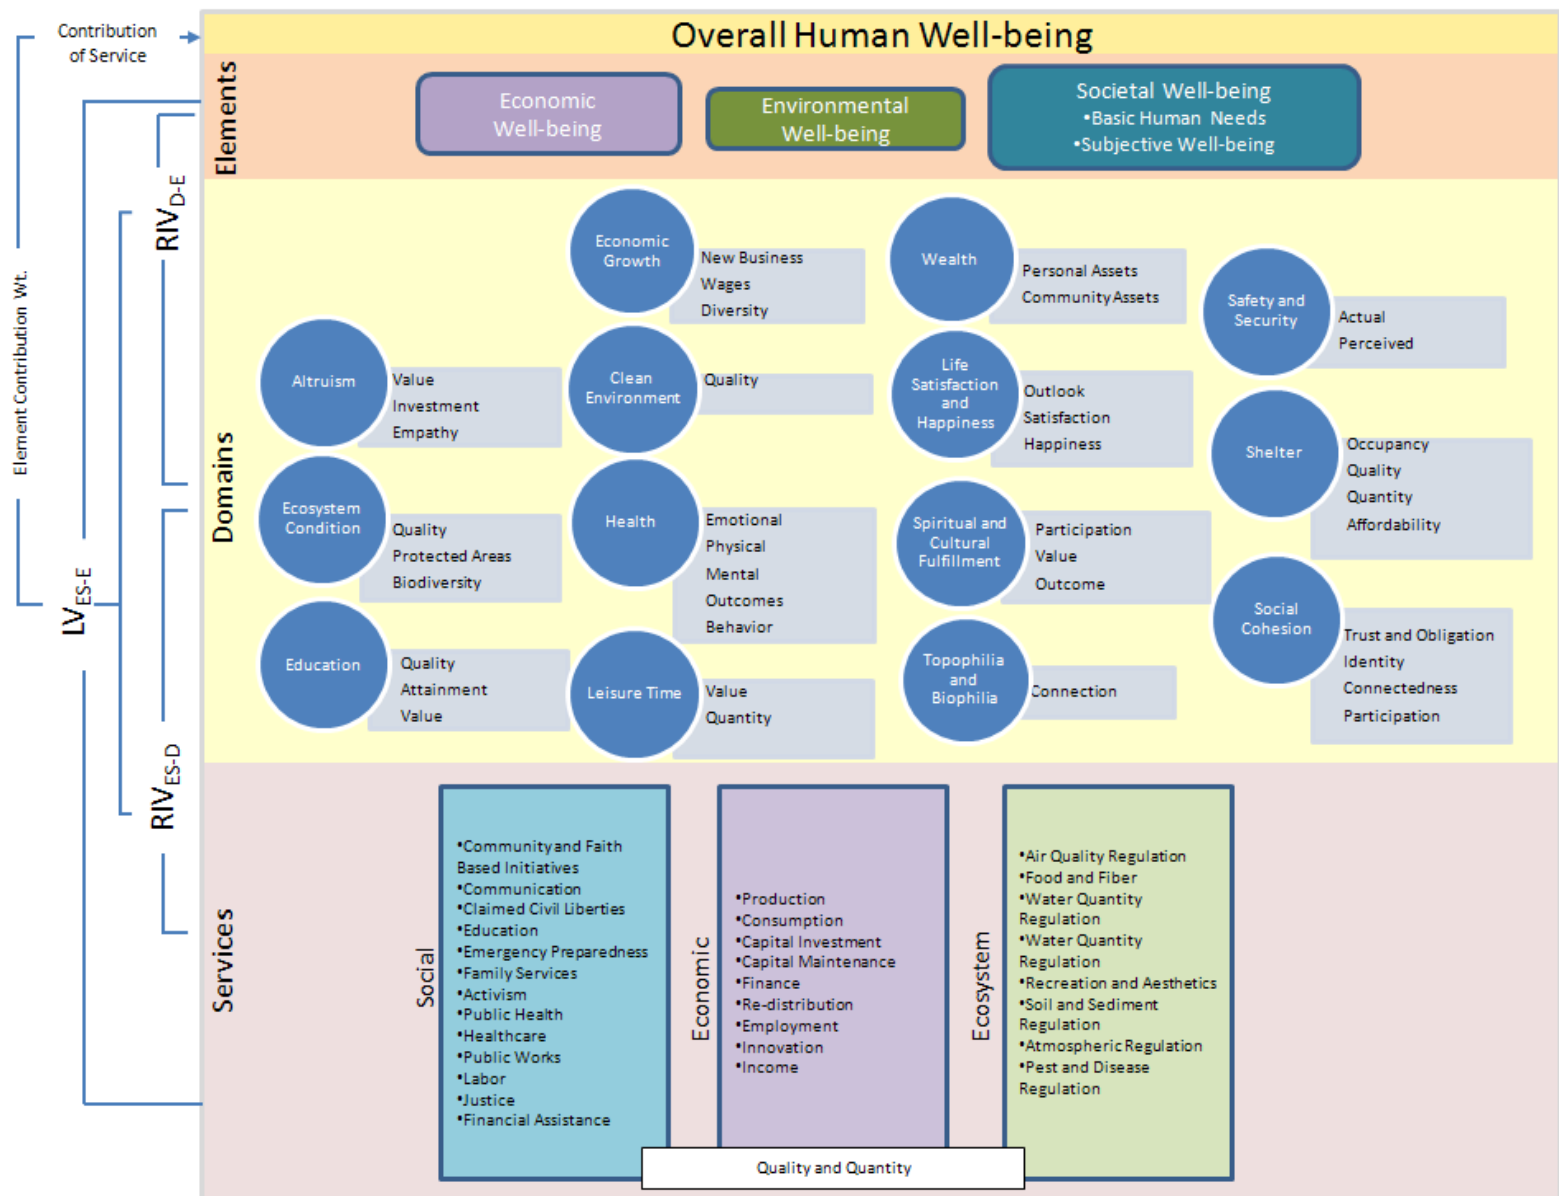 Contribution
of Service
Overall Human Well-being
Elements
Economic
Well-being
Environmental
Well-being
Societal Well-being
•Basic Human Needs
•Subjective Well-being
Element Contribution Wt.
LVES-E
RIVD-E
RIVES-D
Domains
Altruism
Value
Investment
Empathy
Ecosystem
Condition
Quality
Protected Areas
Biodiversity
Education
Quality
Attainment
Value
Economic
Growth
New Business
Wages
Diversity
Clean
Environment
Quality
Health
Emotional
Physical
Mental
Outcomes
Behavior
Leisure Time
Value
Quantity
Wealth
Personal Assets
Community Assets
Life
Satisfaction
and
Happiness
Outlook
Satisfaction
Happiness
Spiritual and
Cultural
Fulfillment
Participation
Value
Outcome
Topophilia
and
Biophilia
Connection
Safety and
Security
Actual
Perceived
Shelter
Occupancy
Quality
Quantity
Affordability
Social
Cohesion
Trust and Obligation
Identity
Connectedness
Participation
Services
Social
•Community and Faith
Based Initiatives
•Communication
•Claimed Civil Liberties
•Education
•Emergency Preparedness
•Family Services
•Activism
•Public Health
•Healthcare
•Public Works
•Labor
•Justice
•Financial Assistance
Economic
•Production
•Consumption
•Capital Investment
•Capital Maintenance
•Finance
•Re-distribution
•Employment
•Innovation
•Income
Ecosystem
•Air Quality Regulation
•Food and Fiber
•Water Quantity
Regulation
•Water Quantity
Regulation
•Recreation and Aesthetics
•Soil and Sediment
Regulation
•Atmospheric Regulation
•Pest and Disease
Regulation
Quality and Quantity